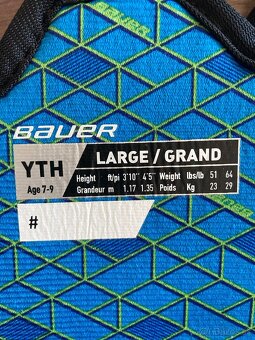 BAUER
BAUER
YTH
Age 7-9
LARGE / GRAND
Height ft/pi 3'10" 4'5" Weight lbs/lb 51 64
Grandeur m 1.17 1.35 Poids Kg 23 29
#